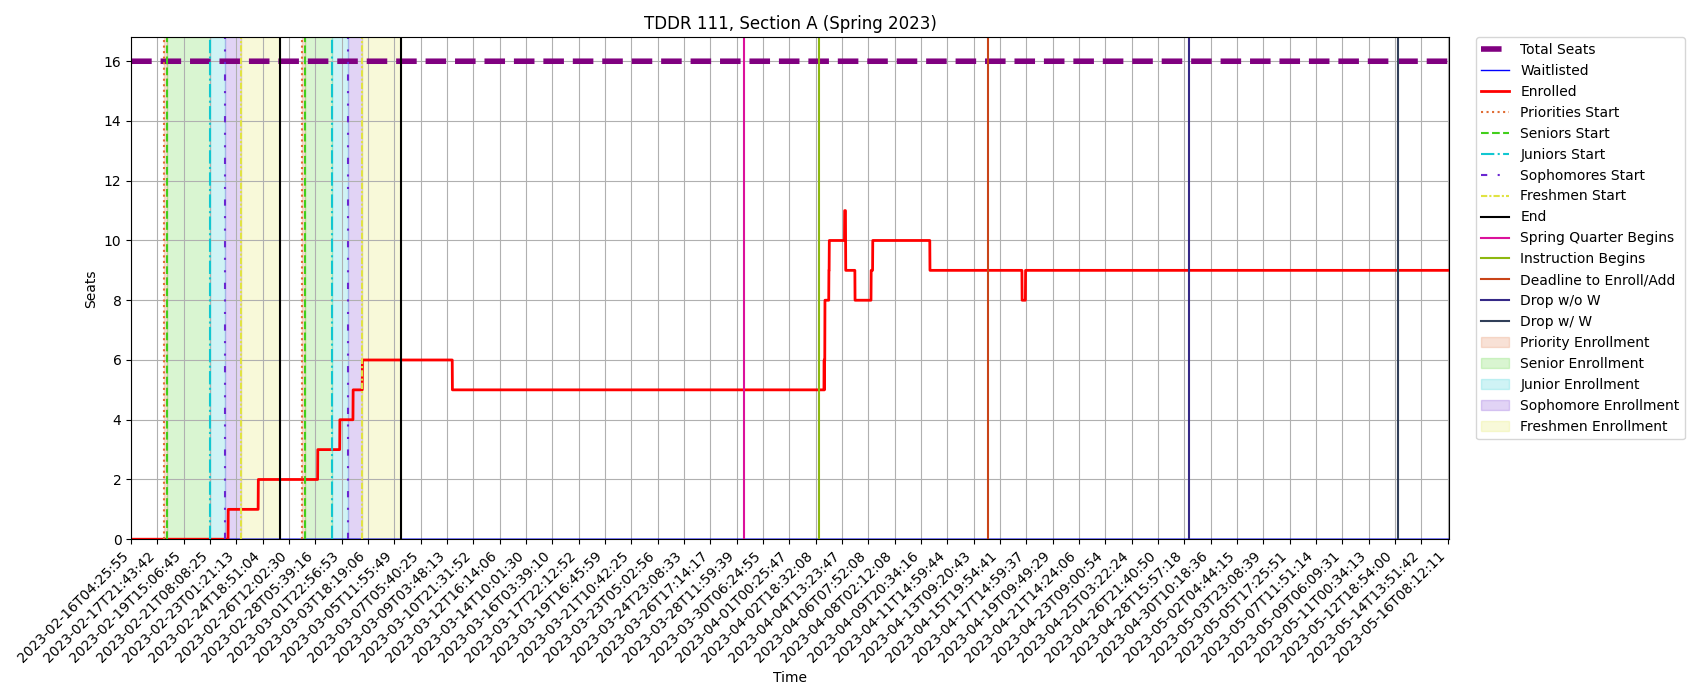 TDDR 111, Section A (Spring 2023)
Seats
16
14
12
10
8
6
4
2
0
2023-02-16T04:25:55
2023-02-17T21:43:42
2023-02-19T15:06:45
2023-02-21T08:08:25
2023-02-23T01:21:13
2023-02-24T18:51:04
2023-02-26T12:02:30
2023-02-28T05:39:16
2023-03-01T22:56:53
2023-03-03T18:19:06
2023-03-05T11:55:49
2023-03-07T05:40:25
2023-03-09T03:48:13
2023-03-10T21:31:52
2023-03-12T16:14:06
2023-03-14T10:01:30
2023-03-16T03:39:10
2023-03-17T22:12:52
2023-03-19T16:45:59
2023-03-21T10:42:25
2023-03-23T05:02:56
2023-03-24T23:08:33
2023-03-26T17:14:17
2023-03-28T11:59:39
2023-03-30T06:24:55
2023-04-01T00:25:47
2023-04-02T18:32:08
2023-04-04T13:23:47
2023-04-06T07:52:08
2023-04-08T02:12:08
2023-04-09T20:34:16
2023-04-11T14:59:44
2023-04-13T09:20:43
2023-04-15T19:54:41
2023-04-17T14:59:37
2023-04-19T09:49:29
2023-04-21T14:24:06
2023-04-23T09:00:54
2023-04-25T03:22:24
2023-04-26T21:40:50
2023-04-28T15:57:18
2023-04-30T10:18:36
2023-05-02T04:44:15
2023-05-03T23:08:39
2023-05-05T17:25:51
2023-05-07T11:51:14
2023-05-09T06:09:31
2023-05-11T00:34:13
2023-05-12T18:54:00
2023-05-14T13:51:42
2023-05-16T08:12:11
Time
Total Seats
Waitlisted
Enrolled
Priorities Start
Seniors Start
Juniors Start
Sophomores Start
Freshmen Start
End
Spring Quarter Begins
Instruction Begins
Deadline to Enroll/Add
Drop w/o W
Drop w/ W
Priority Enrollment
Senior Enrollment
Junior Enrollment
Sophomore Enrollment
Freshmen Enrollment